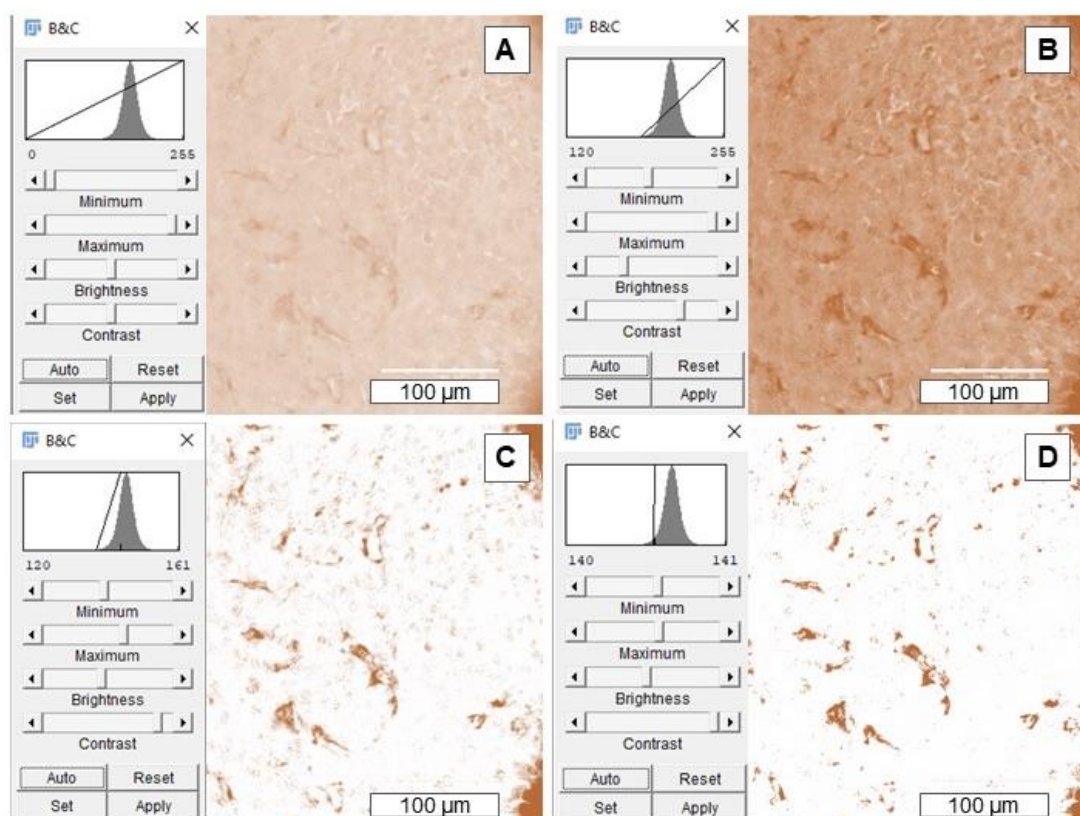 B&C
A
0 255
Minimum
Maximum
Brightness
Contrast
Auto Reset
Set Apply
100 µm
B&C
B
120 255
Minimum
Maximum
Brightness
Contrast
Auto Reset
Set Apply
100 µm
B&C
C
120 161
Minimum
Maximum
Brightness
Contrast
Auto Reset
Set Apply
100 µm
B&C
D
140 141
Minimum
Maximum
Brightness
Contrast
Auto Reset
Set Apply
100 µm